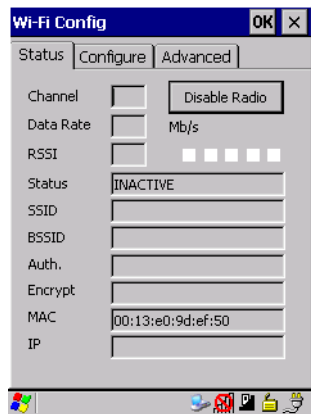 Wi-Fi Config OK ×
Status Configure Advanced
Channel Disable Radio
Data Rate Mb/s
RSSI
Status INACTIVE
SSID
BSSID
Auth.
Encrypt
MAC 00:13:e0:9d:ef:50
IP